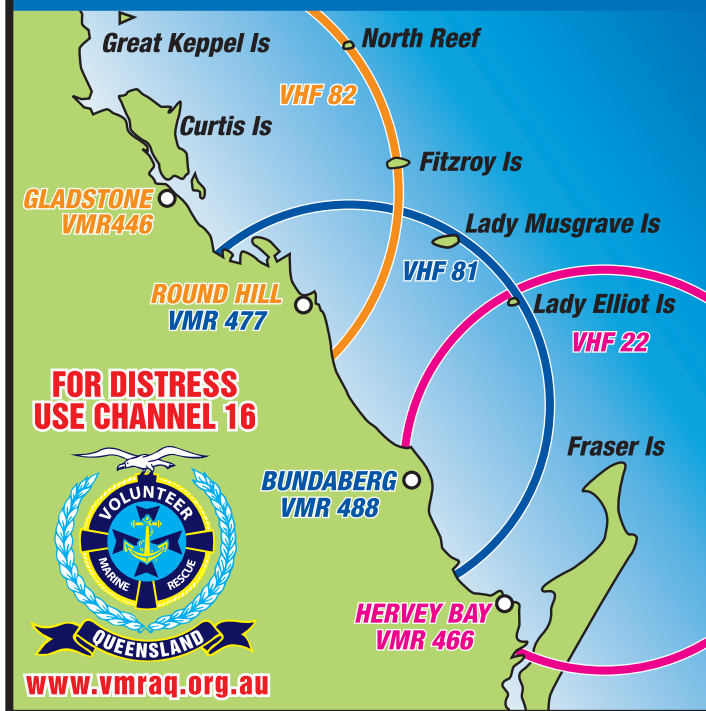 Great Keppel Is
North Reef
VHF 82
Curtis Is
Fitzroy Is
GLADSTONE
VMR446
Lady Musgrave Is
VHF 81
ROUND HILL
VMR 477
Lady Elliot Is
VHF 22
FOR DISTRESS
USE CHANNEL 16
Fraser Is
BUNDABERG
VMR 488
VOLUNTEER
MARINE RESCUE
QUEENSLAND
HERVEY BAY
VMR 466
www.vmraq.org.au